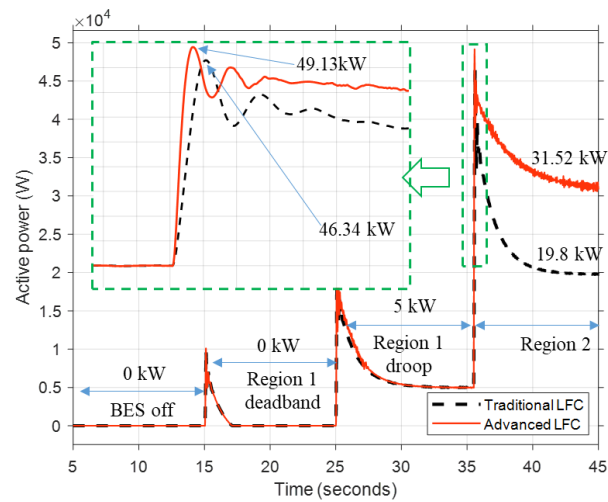 ×10⁴
5
4.5
4
3.5
3
2.5
2
1.5
1
0.5
0
Active power (W)
49.13kW
46.34 kW
31.52 kW
19.8 kW
5 kW
0 kW
0 kW
Region 1
droop
Region 2
Region 1
deadband
BES off
Traditional LFC
Advanced LFC
5 10 15 20 25 30 35 40 45
Time (seconds)